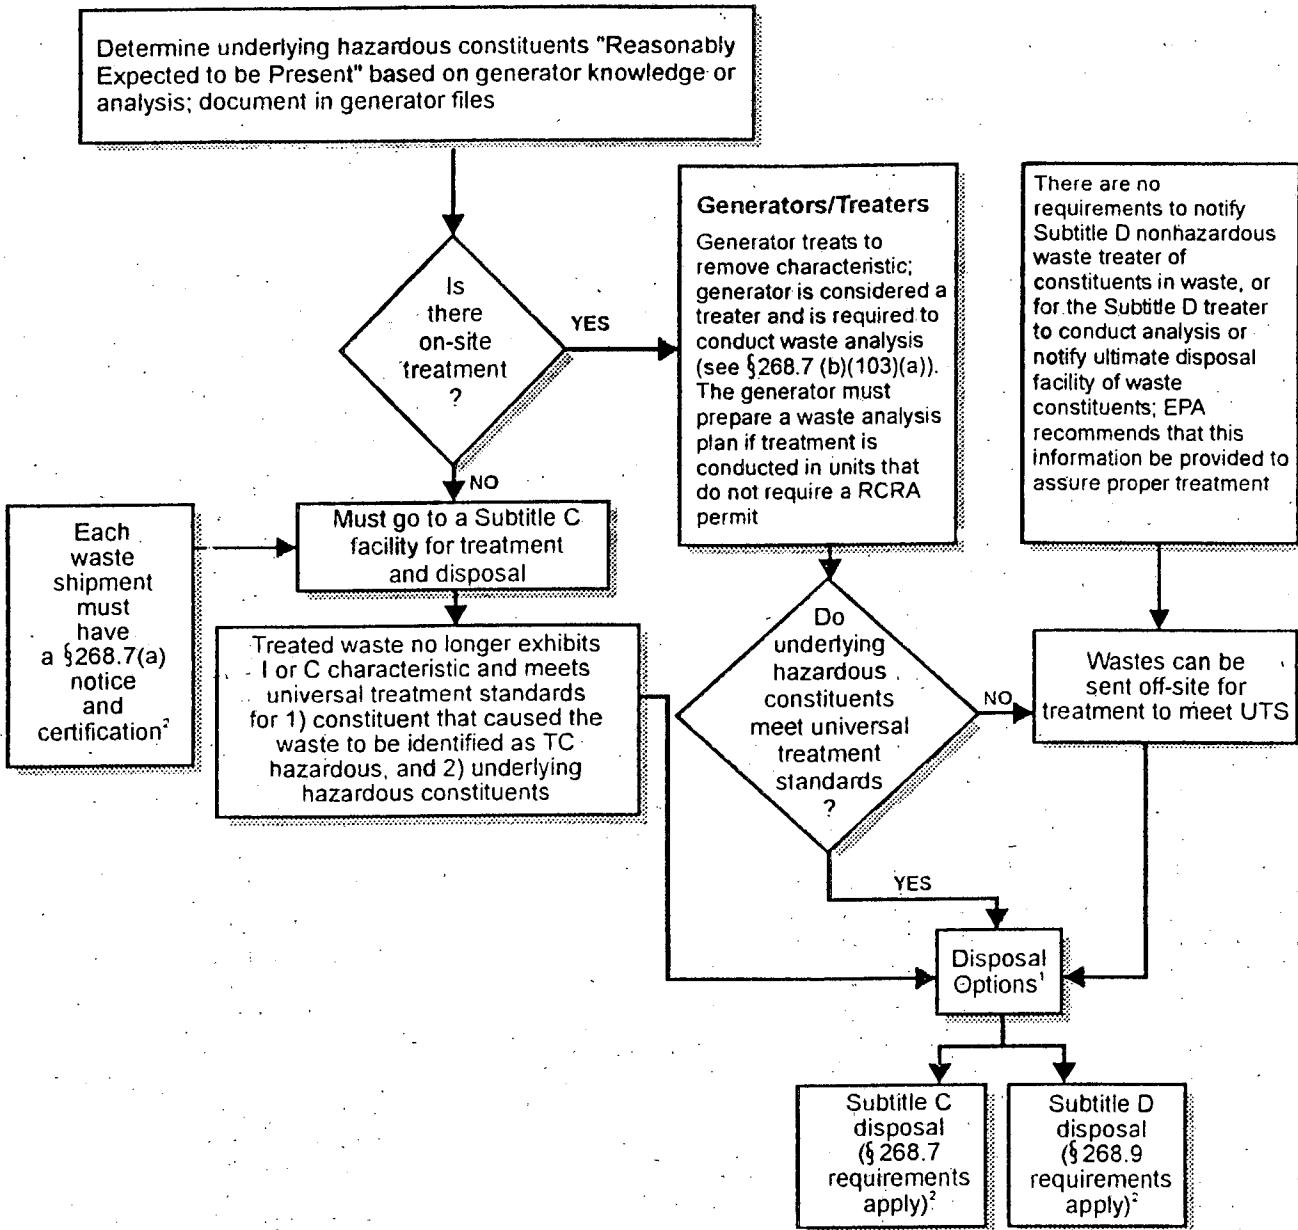 Determine underlying hazardous constituents "Reasonably
Expected to be Present" based on generator knowledge or
analysis; document in generator files
Is
there
on-site
treatment
?
YES
NO
Generators/Treaters
Generator treats to
remove characteristic;
generator is considered a
treater and is required to
conduct waste analysis
(see §268.7 (b)(103)(a)).
The generator must
prepare a waste analysis
plan if treatment is
conducted in units that
do not require a RCRA
permit
There are no
requirements to notify
Subtitle D nonhazardous
waste treater of
constituents in waste, or
for the Subtitle D treater
to conduct analysis or
notify ultimate disposal
facility of waste
constituents; EPA
recommends that this
information be provided to
assure proper treatment
Each
waste
shipment
must
have
a §268.7(a)
notice
and
certification²
Must go to a Subtitle C
facility for treatment
and disposal
Treated waste no longer exhibits
I or C characteristic and meets
universal treatment standards
for 1) constituent that caused the
waste to be identified as TC
hazardous, and 2) underlying
hazardous constituents
Do
underlying
hazardous
constituents
meet universal
treatment
standards
?
NO
YES
Wastes can be
sent off-site for
treatment to meet UTS
Disposal
Options¹
Subtitle C
disposal
(§268.7
requirements
apply)²
Subtitle D
disposal
(§268.9
requirements
apply)²